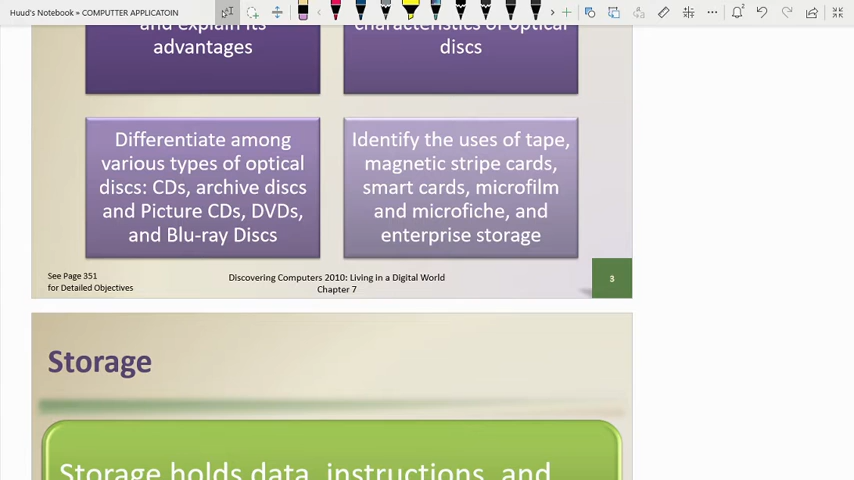 Huud's Notebook » COMPUTTER APPLICATOIN
and explain its
advantages
characteristics of optical
discs
Differentiate among
various types of optical
discs: CDs, archive discs
and Picture CDs, DVDs,
and Blu-ray Discs
Identify the uses of tape,
magnetic stripe cards,
smart cards, microfilm
and microfiche, and
enterprise storage
See Page 351
for Detailed Objectives
Discovering Computers 2010: Living in a Digital World
Chapter 7
3
Storage
Storage holds data, instructions, and